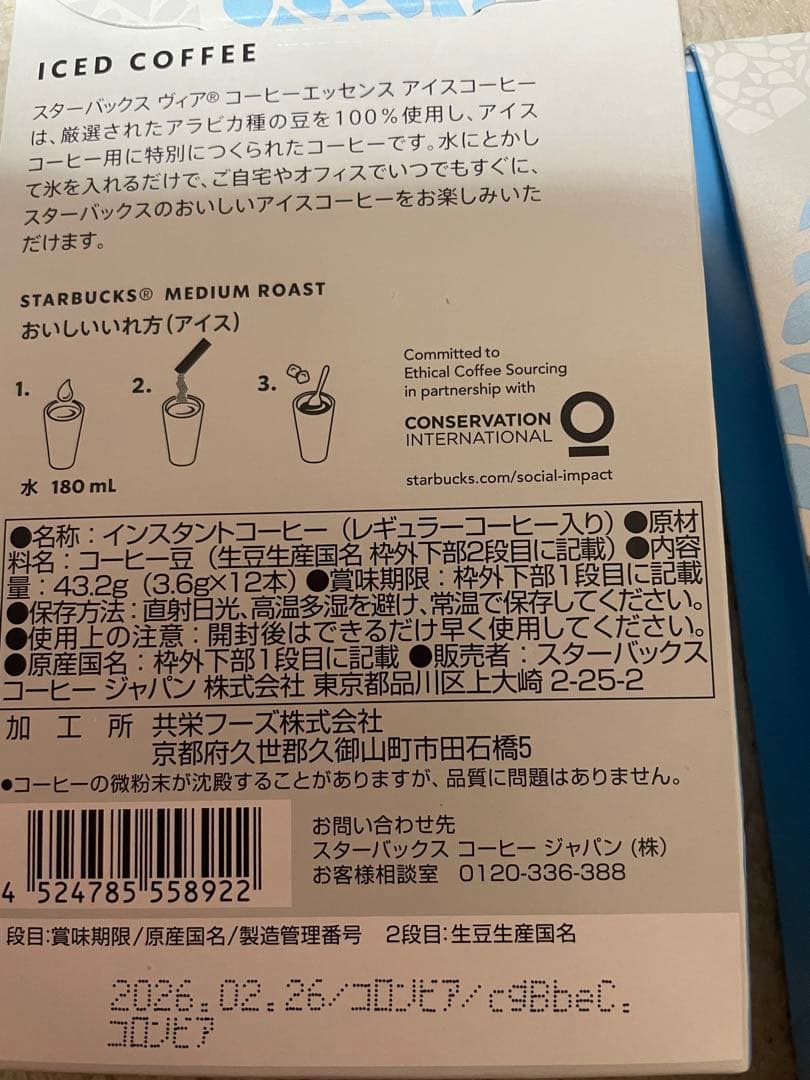 ICED COFFEE
スターバックス ヴィア® コーヒーエッセンス アイスコーヒー
は、厳選されたアラビカ種の豆を100%使用し、アイス
コーヒー用に特別につくられたコーヒーです。水にとかし
て氷を入れるだけで、ご自宅やオフィスでいつでもすぐに、
スターバックスのおいしいアイスコーヒーをお楽しみいた
だけます。
STARBUCKS® MEDIUM ROAST
おいしいいれ方(アイス)
1.
2.
3.
水 180 mL
Committed to
Ethical Coffee Sourcing
in partnership with
CONSERVATION
INTERNATIONAL
starbucks.com/social-impact
●名称：インスタントコーヒー（レギュラーコーヒー入り）●原材
料名：コーヒー豆（生豆生産国名 枠外下部2段目に記載）●内容
量：43.2g（3.6g×12本）●賞味期限：枠外下部1段目に記載
●保存方法：直射日光、高温多湿を避け、常温で保存してください。
●使用上の注意：開封後はできるだけ早く使用してください。
●原産国名：枠外下部1段目に記載 ●販売者：スターバックス
コーヒー ジャパン 株式会社 東京都品川区上大崎 2-25-2
加 工 所 共栄フーズ株式会社
京都府久世郡久御山町市田石橋5
●コーヒーの微粉末が沈殿することがありますが、品質に問題はありません。
4 524785 558922
お問い合わせ先
スターバックス コーヒー ジャパン (株)
お客様相談室 0120-336-388
段目:賞味期限/原産国名/製造管理番号 2段目:生豆生産国名
2026.02.26/コロンビア/cgBbeC.
コロンビア